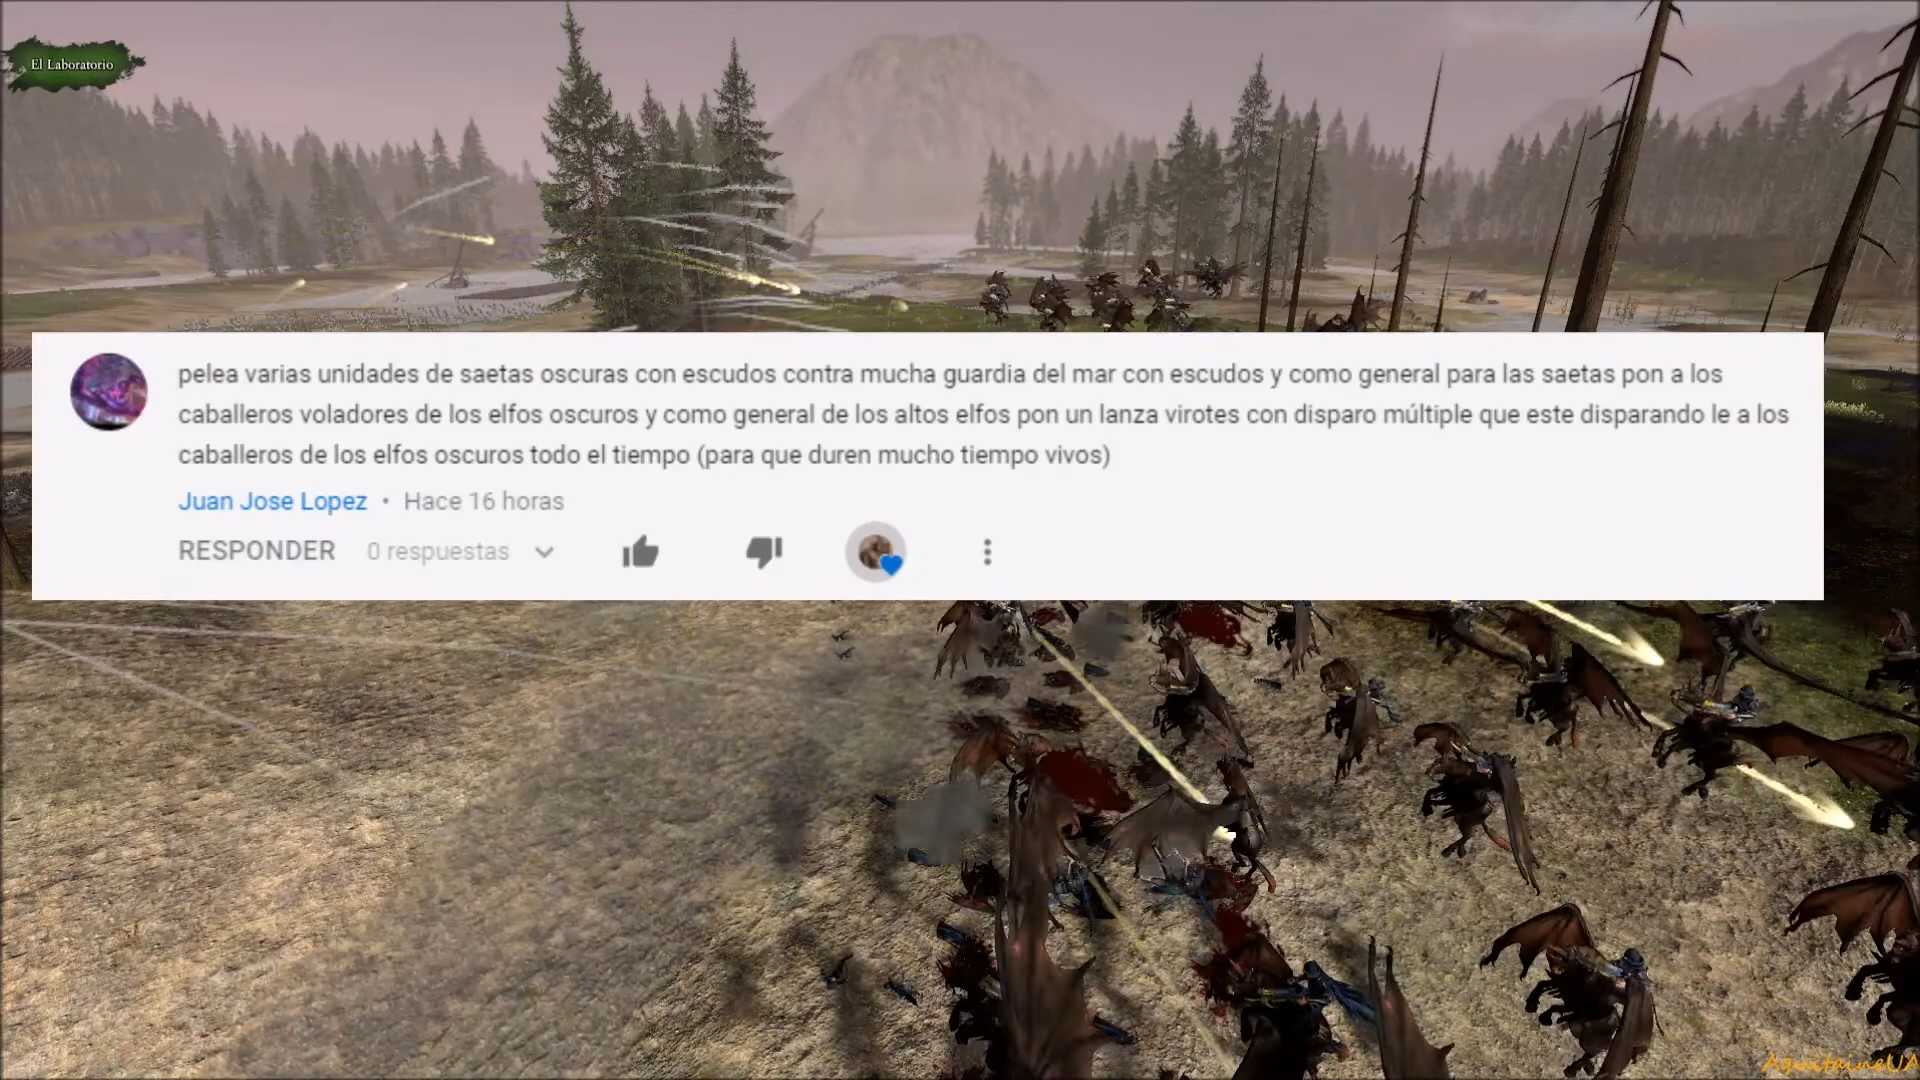 El Laboratorio
pelea varias unidades de saetas oscuras con escudos contra mucha guardia del mar con escudos y como general para las saetas pon a los
caballeros voladores de los elfos oscuros y como general de los altos elfos pon un lanza virotes con disparo múltiple que este disparando le a los
caballeros de los elfos oscuros todo el tiempo (para que duren mucho tiempo vivos)
Juan Jose Lopez • Hace 16 horas
RESPONDER 0 respuestas
AquitaineUA